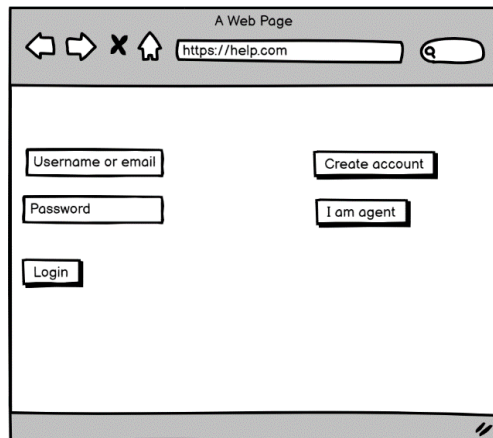 A Web Page
https://help.com
Username or email
Create account
Password
I am agent
Login